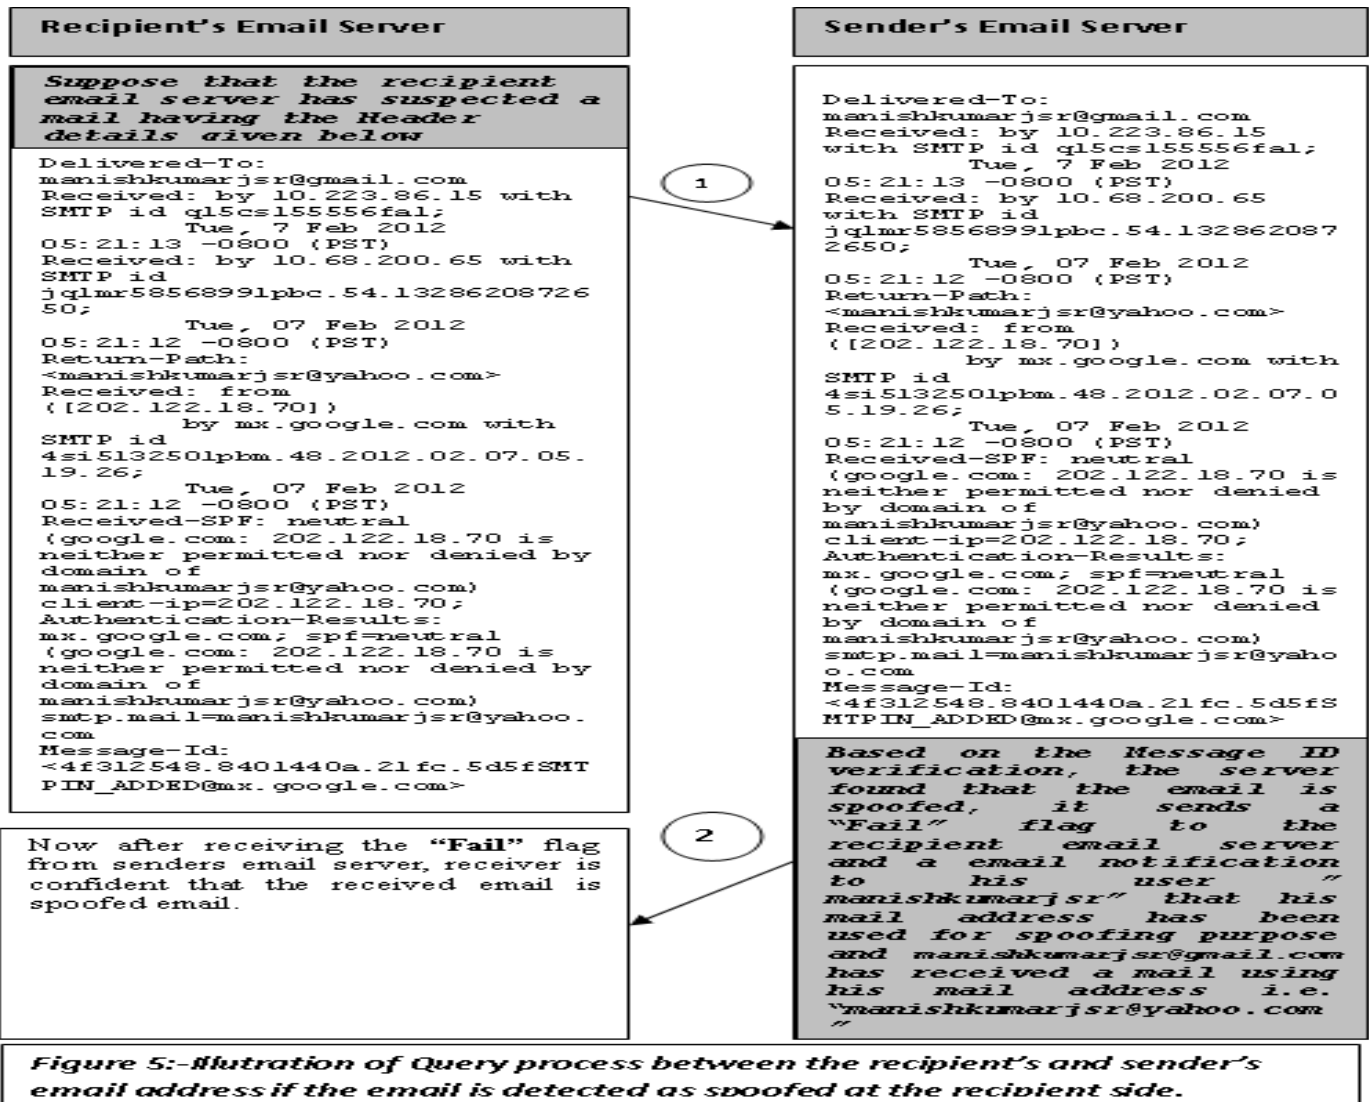 Recipient's Email Server
Suppose that the recipient
email server has suspected a
mail having the Header
details given below
Delivered-To:
manishkumarjsr@gmail.com
Received: by 10.223.86.15 with
SMTP id ql5cs155556fal;
Tue, 7 Feb 2012
05:21:13 -0800 (PST)
Received: by 10.68.200.65 with
SMTP id
jqlmr58568991pbc.54.13286208726
50;
Tue, 07 Feb 2012
05:21:12 -0800 (PST)
Return-Path:
<manishkumarjsr@yahoo.com>
Received: from
([202.122.18.70])
by mx.google.com with
SMTP id
4si5132501pbm.48.2012.02.07.05.
19.26;
Tue, 07 Feb 2012
05:21:12 -0800 (PST)
Received-SPF: neutral
(google.com: 202.122.18.70 is
neither permitted nor denied by
domain of
manishkumarjsr@yahoo.com)
client-ip=202.122.18.70;
Authentication-Results:
mx.google.com; spf=neutral
(google.com: 202.122.18.70 is
neither permitted nor denied by
domain of
manishkumarjsr@yahoo.com)
smtp.mail=manishkumarjsr@yahoo.
com
Message-Id:
<4f312548.8401440a.21fc.5d5fSMT
PIN_ADDED@mx.google.com>
1
Sender's Email Server
Delivered-To:
manishkumarjsr@gmail.com
Received: by 10.223.86.15
with SMTP id ql5cs155556fal;
Tue, 7 Feb 2012
05:21:13 -0800 (PST)
Received: by 10.68.200.65
with SMTP id
jqlmr58568991pbc.54.132862087
2650;
Tue, 07 Feb 2012
05:21:12 -0800 (PST)
Return-Path:
<manishkumarjsr@yahoo.com>
Received: from
([202.122.18.70])
by mx.google.com with
SMTP id
4si5132501pbm.48.2012.02.07.0
5.19.26;
Tue, 07 Feb 2012
05:21:12 -0800 (PST)
Received-SPF: neutral
(google.com: 202.122.18.70 is
neither permitted nor denied
by domain of
manishkumarjsr@yahoo.com)
client-ip=202.122.18.70;
Authentication-Results:
mx.google.com; spf=neutral
(google.com: 202.122.18.70 is
neither permitted nor denied
by domain of
manishkumarjsr@yahoo.com)
smtp.mail=manishkumarjsr@yaho
o.com
Message-Id:
<4f312548.8401440a.21fc.5d5fS
MTPIN_ADDED@mx.google.com>
Based on the Message ID
verification, the server
found that the email is
spoofed, it sends a
"Fail" flag to the
recipient email server
and a email notification
to his user "
manishkumarjsr" that his
mail address has been
used for spoofing purpose
and manishkumarjsr@gmail.com
has received a mail using
his mail address i.e.
"manishkumarjsr@yahoo.com
"
2
Now after receiving the "Fail" flag
from senders email server, receiver is
confident that the received email is
spoofed email.
Figure 5:-Illutration of Query process between the recipient's and sender's
email address if the email is detected as spoofed at the recipient side.